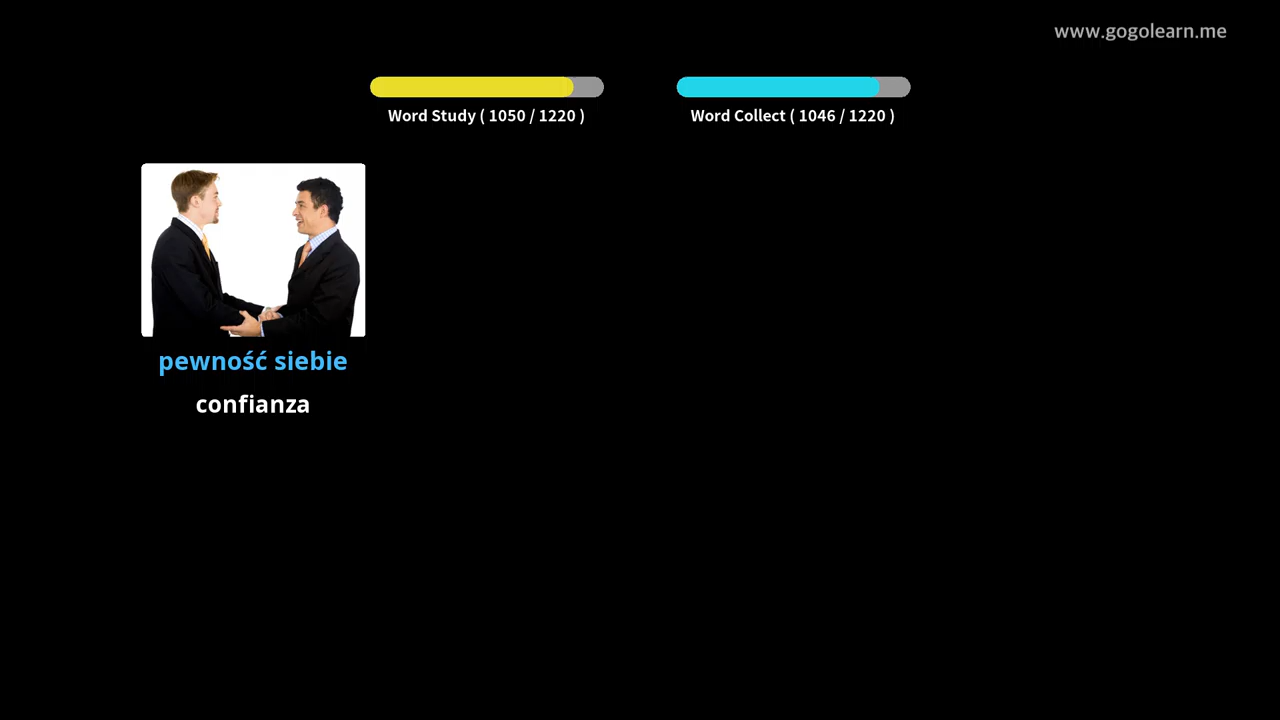 www.gogolearn.me
Word Study ( 1050 / 1220 )
Word Collect ( 1046 / 1220 )
pewność siebie
confianza